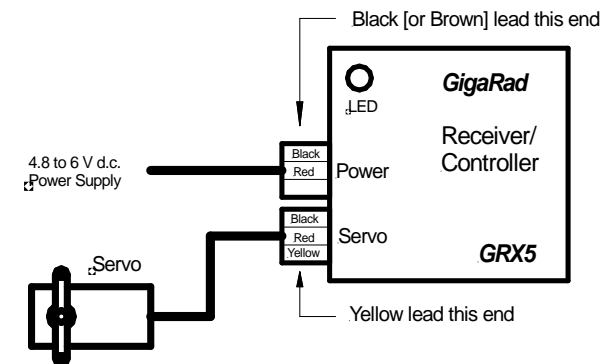 Black [or Brown] lead this end
GigaRad
LED
Receiver/
Controller
Black
Red
Power
4.8 to 6 V d.c.
Power Supply
Black
Red
Yellow
Servo
GRX5
Servo
Yellow lead this end